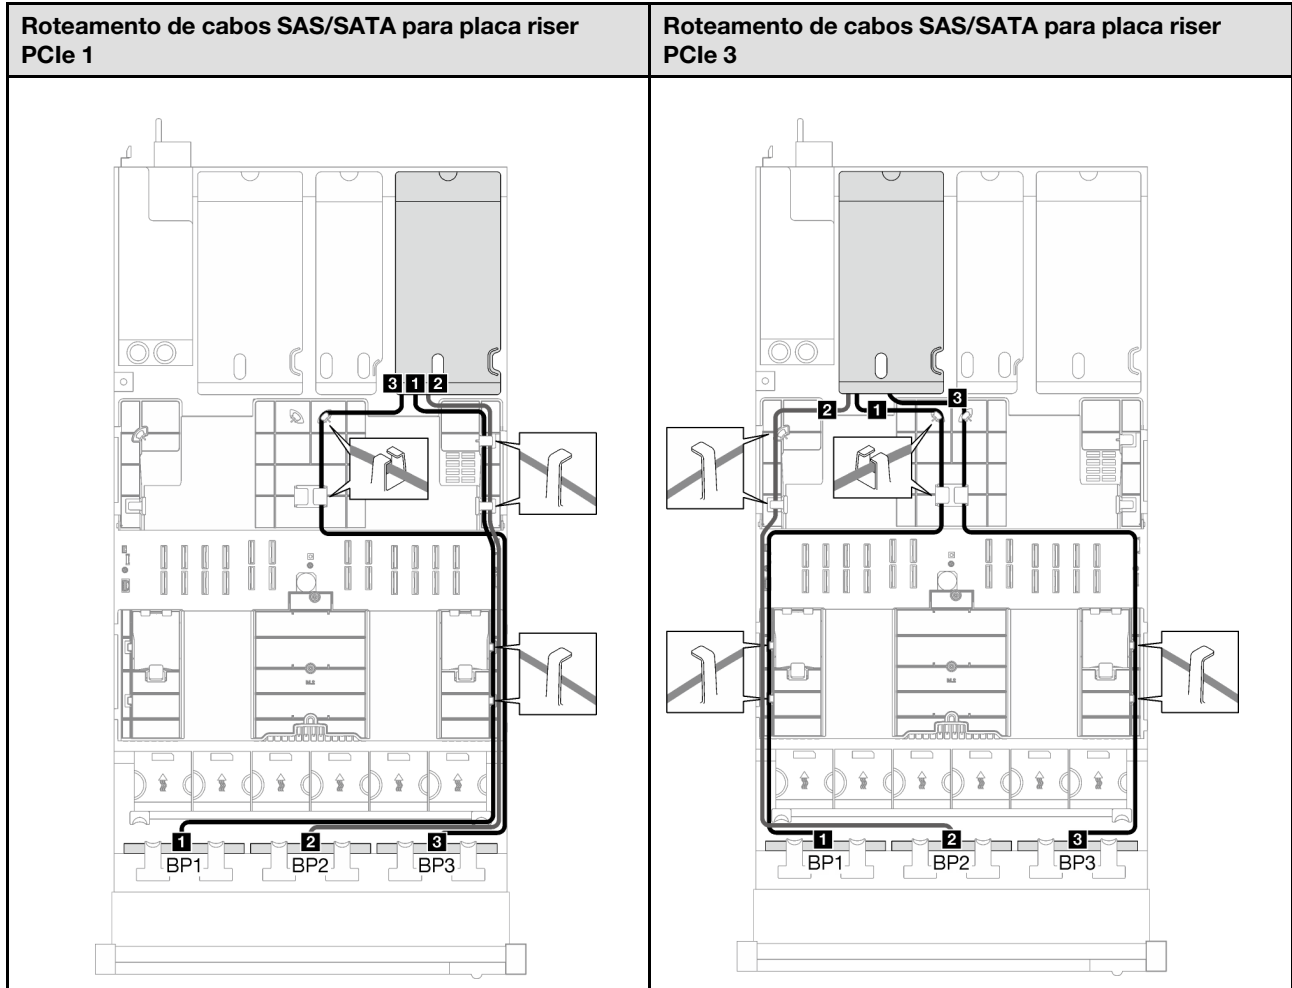 Roteamento de cabos SAS/SATA para placa riser
PCIe 1
Roteamento de cabos SAS/SATA para placa riser
PCIe 3
3 1 2
1 2 3
BP1 BP2 BP3
2 1 3
1 2 3
BP1 BP2 BP3